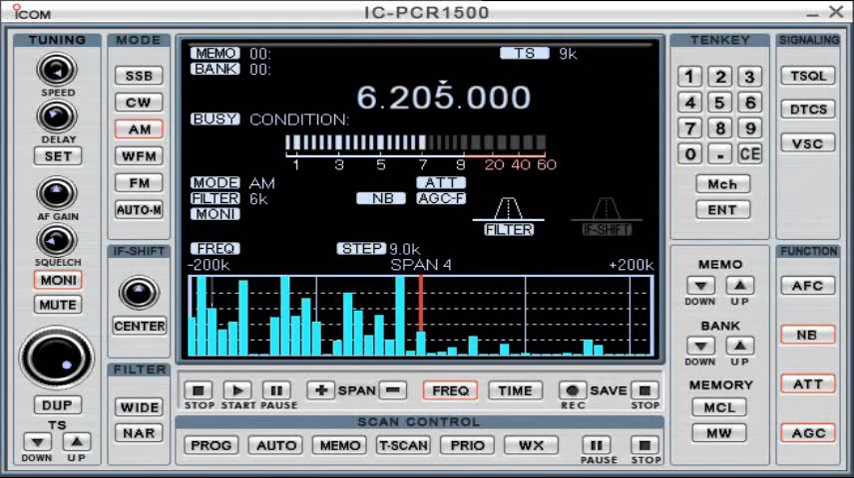 ICOM
IC-PCR1500
TUNING
SPEED
DELAY
SET
AF GAIN
SQUELCH
MONI
MUTE
DUP
TS
DOWN UP
MODE
SSB
CW
AM
WFM
FM
AUTO-M
IF-SHIFT
CENTER
FILTER
WIDE
NAR
MEMO 00: TS 9k
BANK 00:
6.205.000
BUSY CONDITION:
1 3 5 7 9 20 40 60
MODE AM ATT
FILTER 6k NB AGC-F
MONI
FILTER IF-SHIFT
FREQ STEP 9.0k
-200k SPAN 4 +200k
STOP START PAUSE + SPAN - FREQ TIME REC SAVE STOP
SCAN CONTROL
PROG AUTO MEMO T-SCAN PRIO WX PAUSE STOP
TENKEY
1 2 3
4 5 6
7 8 9
0 . CE
Mch
ENT
MEMO
DOWN UP
BANK
DOWN UP
MEMORY
MCL
MW
SIGNALING
TSQL
DTCS
VSC
FUNCTION
AFC
NB
ATT
AGC